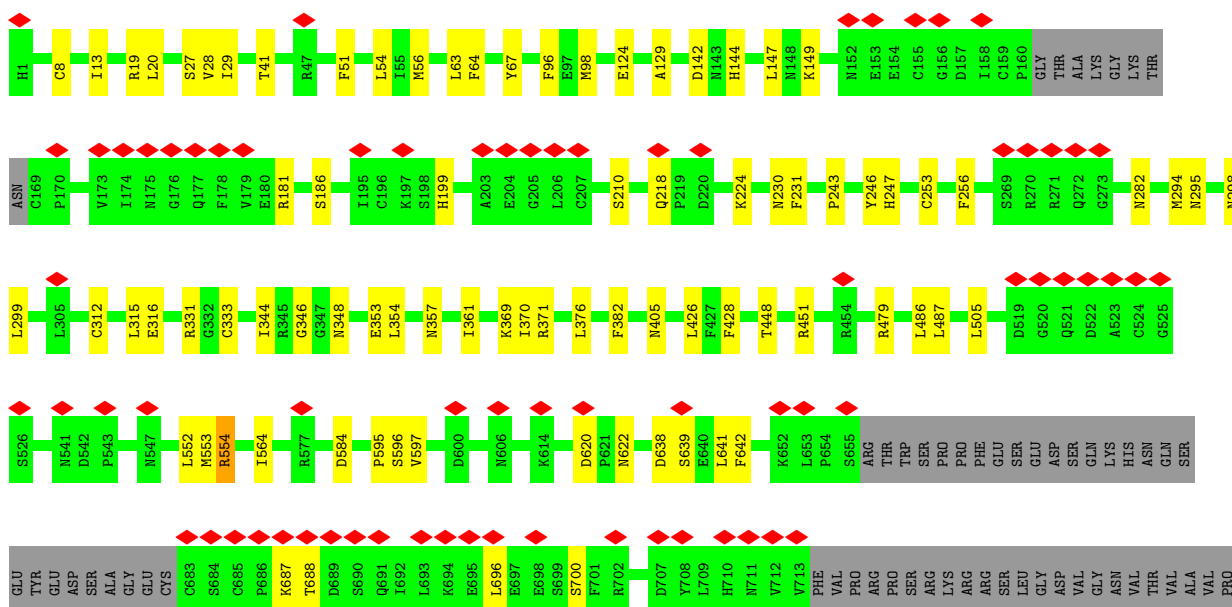 H1 C8 I13 R19 L20 S27 V28 I29 T41 R47 F51 L54 I55 M56 L63 F64 Y67 F96 E97 M98 E124 A129 D142 N143 H144 L147 N148 K149 N152 E153 E154 C155 G156 D157 I158 C159 P160 GLY THR ALA LYS GLY LYS THR
ASN C169 P170 V173 I174 N175 G176 Q177 F178 V179 E180 R181 S186 I195 C196 K197 S198 H199 A203 E204 G205 L206 C207 S210 Q218 P219 D220 K224 N230 F231 P243 Y246 H247 C253 F256 S269 R270 R271 Q272 G273 N282 M294 N295 N298
L299 L305 C312 L315 E316 R331 G332 C333 I344 R345 G346 G347 N348 E353 L354 N357 I361 K369 I370 R371 L376 F382 N405 L426 F427 F428 T448 R451 R454 R479 L486 L487 L505 D519 G520 Q521 D522 A523 C524 G525
S526 N541 D542 P543 N547 L552 M553 R554 I564 R577 D584 P595 S596 V597 D600 N606 K614 D620 P621 N622 D638 S639 E640 L641 F642 K652 L653 P654 S655 ARG THR TRP SER PRO PRO PHE GLU SER GLU ASP SER GLN LYS HIS ASN GLN SER
GLU TYR GLU ASP SER ALA GLY GLU CYS C683 S684 C685 P686 K687 T688 D689 S690 Q691 I692 L693 K694 E695 L696 E697 E698 S699 S700 F701 R702 D707 Y708 L709 H710 N711 V712 V713 PHE VAL PRO ARG PRO SER ARG LYS ARG ARG SER LEU GLY ASP VAL GLY ASN VAL THR VAL ALA VAL PRO